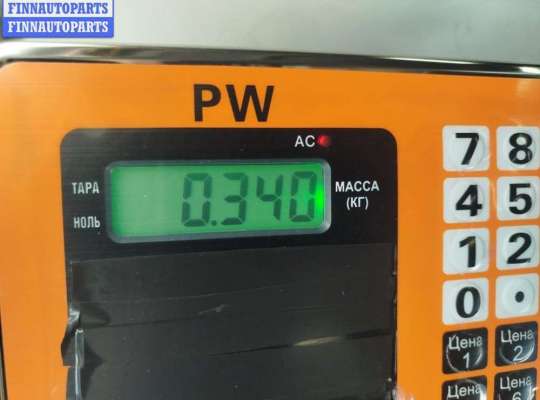 FINNAUTOPARTS
FINNAUTOPARTS
PW
AC
ТАРА
НОЛЬ
0.340
МАССА
(КГ)
7 8
4 5
1 2
0 •
Цена 1
Цена 2
Цена
6